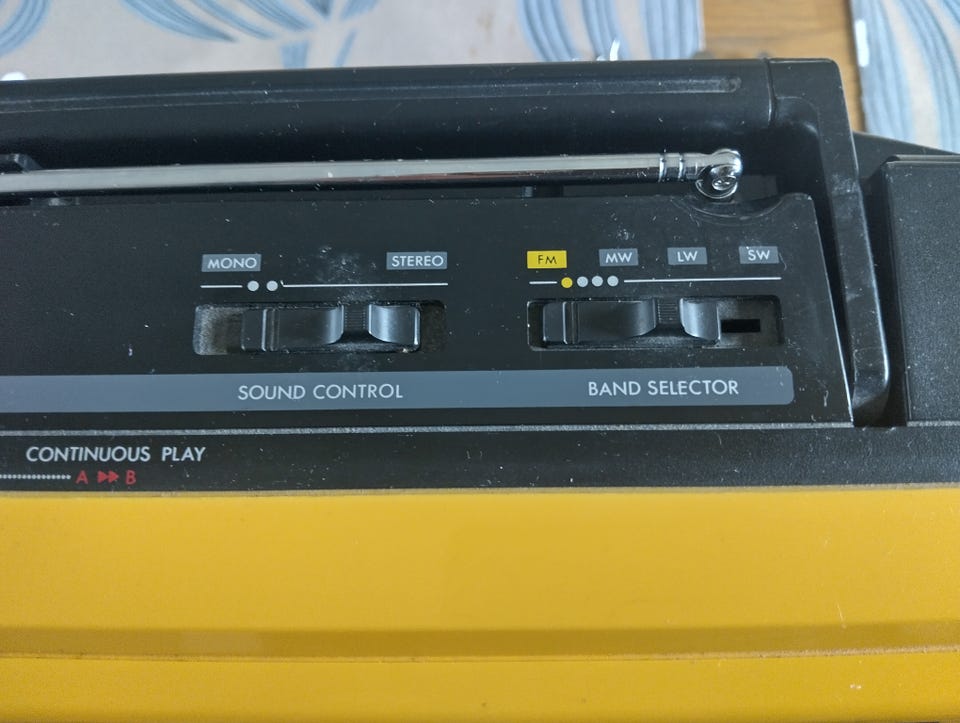 MONO STEREO
FM MW LW SW
SOUND CONTROL
BAND SELECTOR
CONTINUOUS PLAY
A B